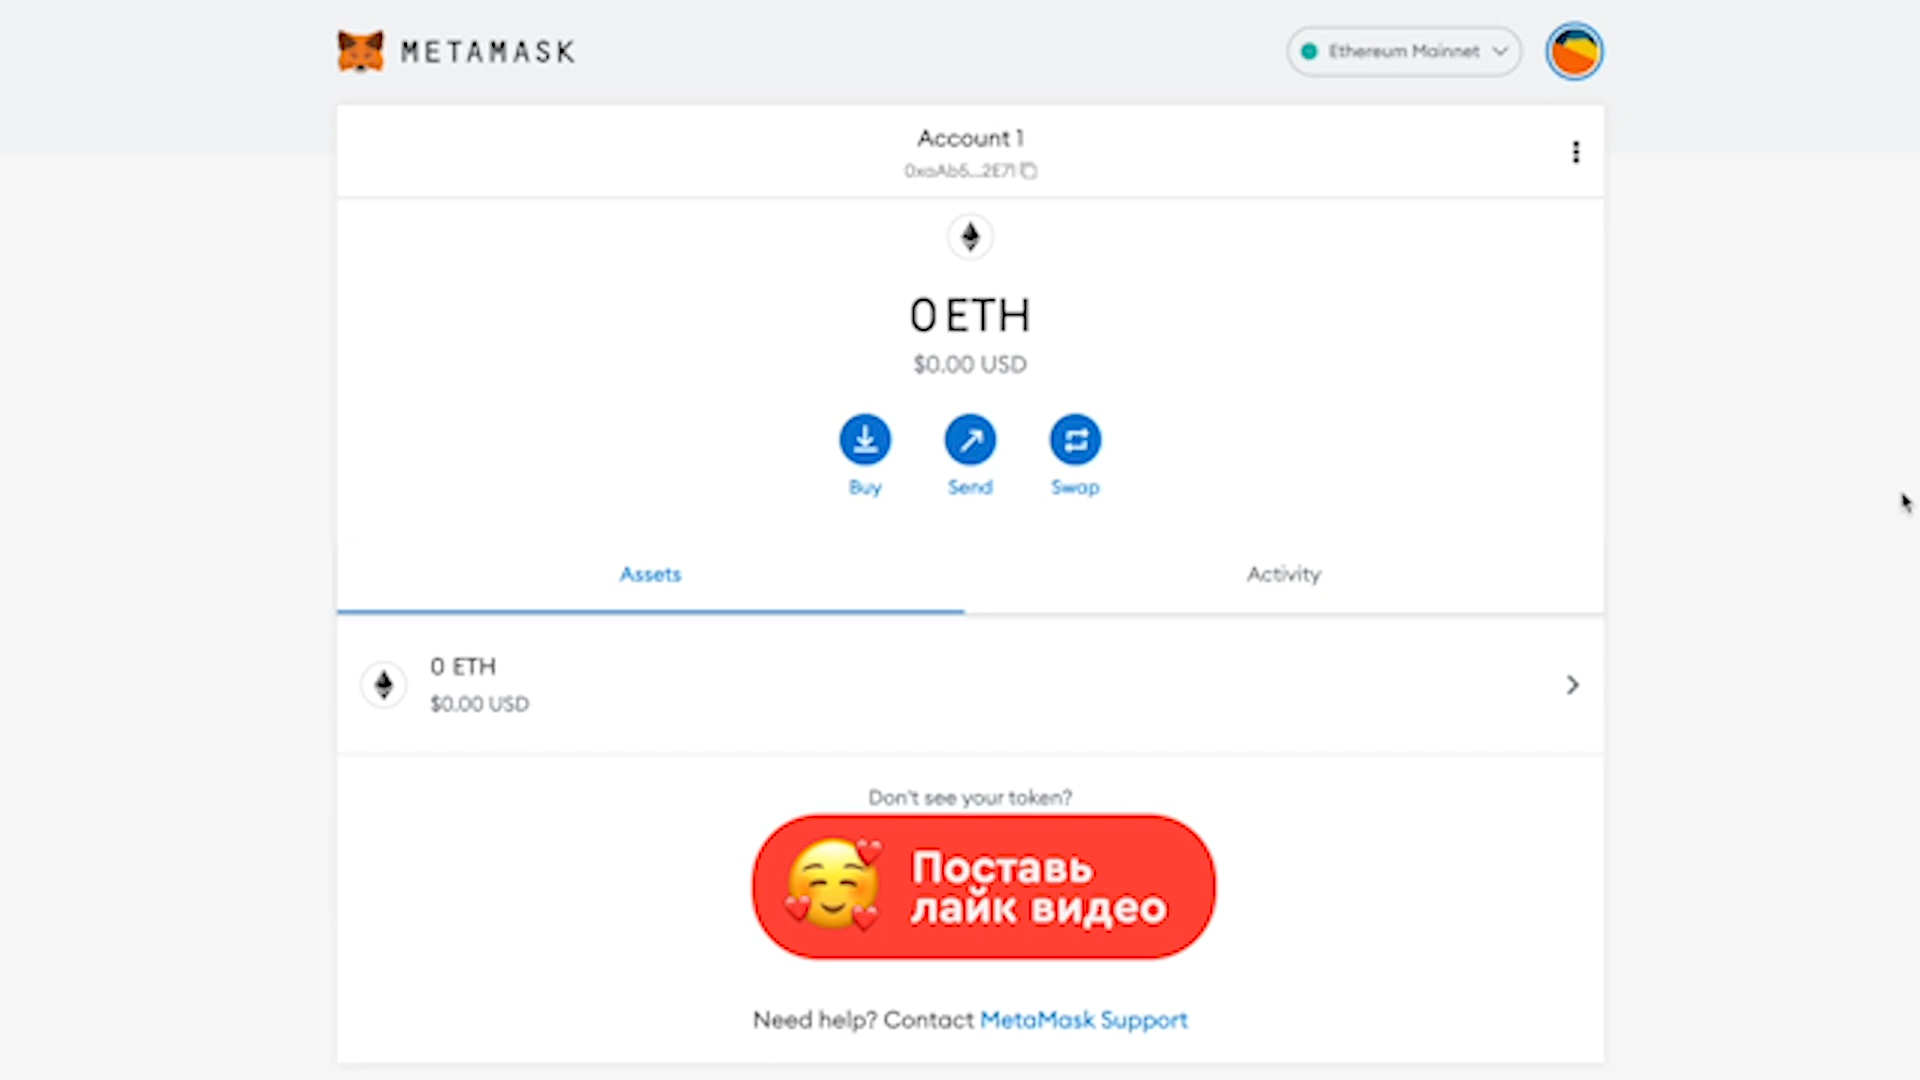 METAMASK
Ethereum Mainnet
Account 1
0xaAb5...2E71
0 ETH
$0.00 USD
Buy
Send
Swap
Assets
Activity
0 ETH
$0.00 USD
Don't see your token?
Поставь
лайк видео
Need help? Contact MetaMask Support